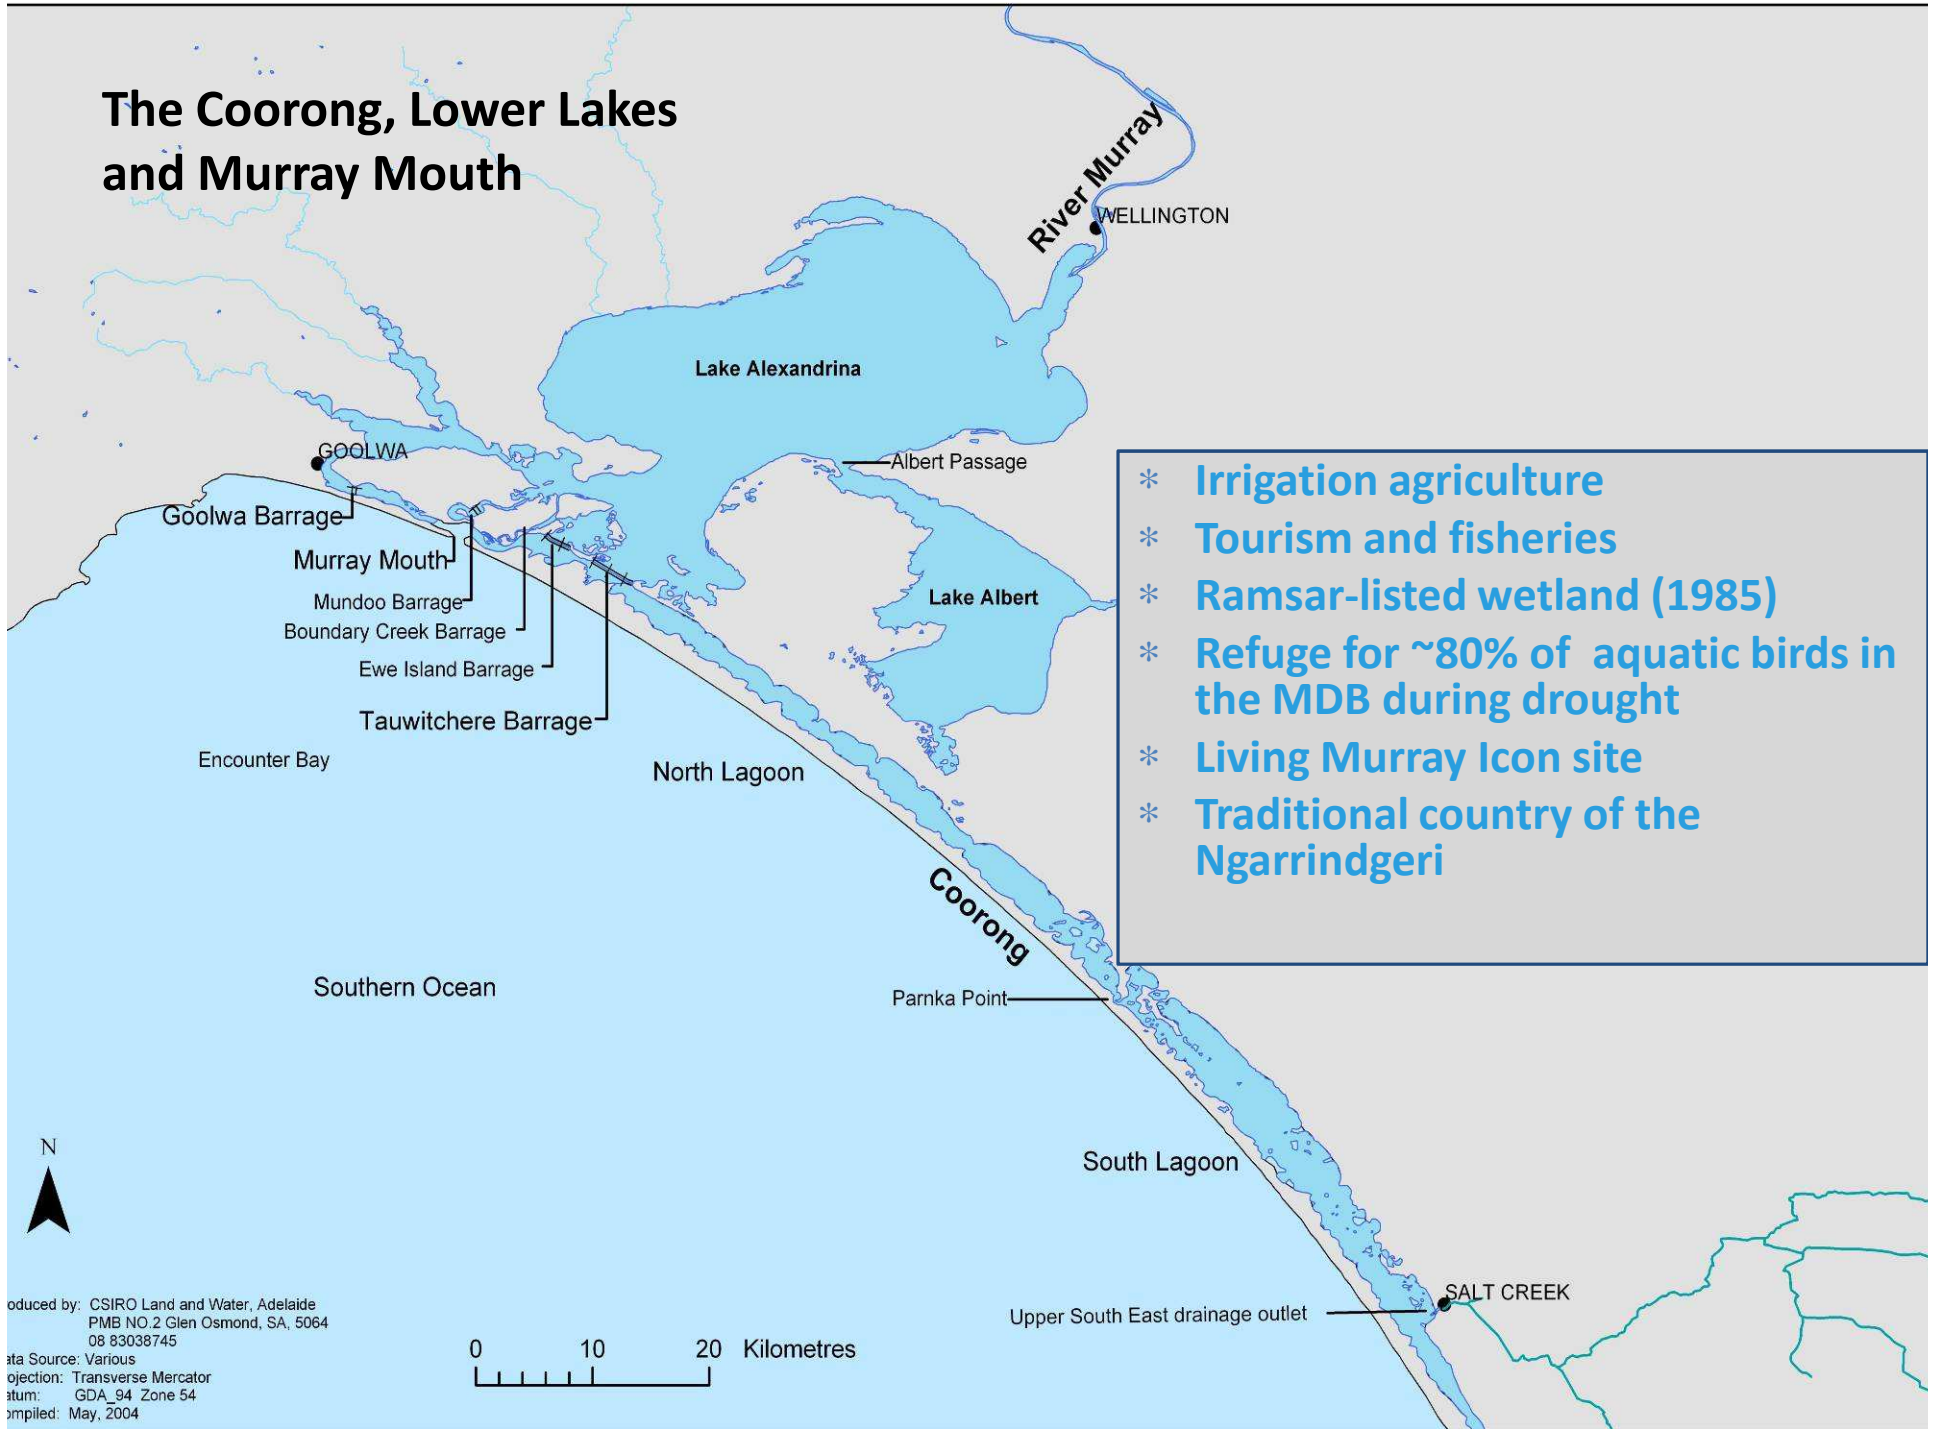 The Coorong, Lower Lakes
and Murray Mouth
River Murray
WELLINGTON
Lake Alexandrina
GOOLWA
Albert Passage
Goolwa Barrage
Murray Mouth
Mundoo Barrage
Boundary Creek Barrage
Ewe Island Barrage
Tauwitchere Barrage
Lake Albert
Encounter Bay
North Lagoon
Coorong
Southern Ocean
Parnka Point
South Lagoon
SALT CREEK
Upper South East drainage outlet
* Irrigation agriculture
* Tourism and fisheries
* Ramsar-listed wetland (1985)
* Refuge for ~80% of aquatic birds in
the MDB during drought
* Living Murray Icon site
* Traditional country of the
Ngarrindgeri
N
oduced by: CSIRO Land and Water, Adelaide
PMB NO.2 Glen Osmond, SA, 5064
08 83038745
ata Source: Various
ojection: Transverse Mercator
atum: GDA_94 Zone 54
ompiled: May, 2004
0 10 20 Kilometres